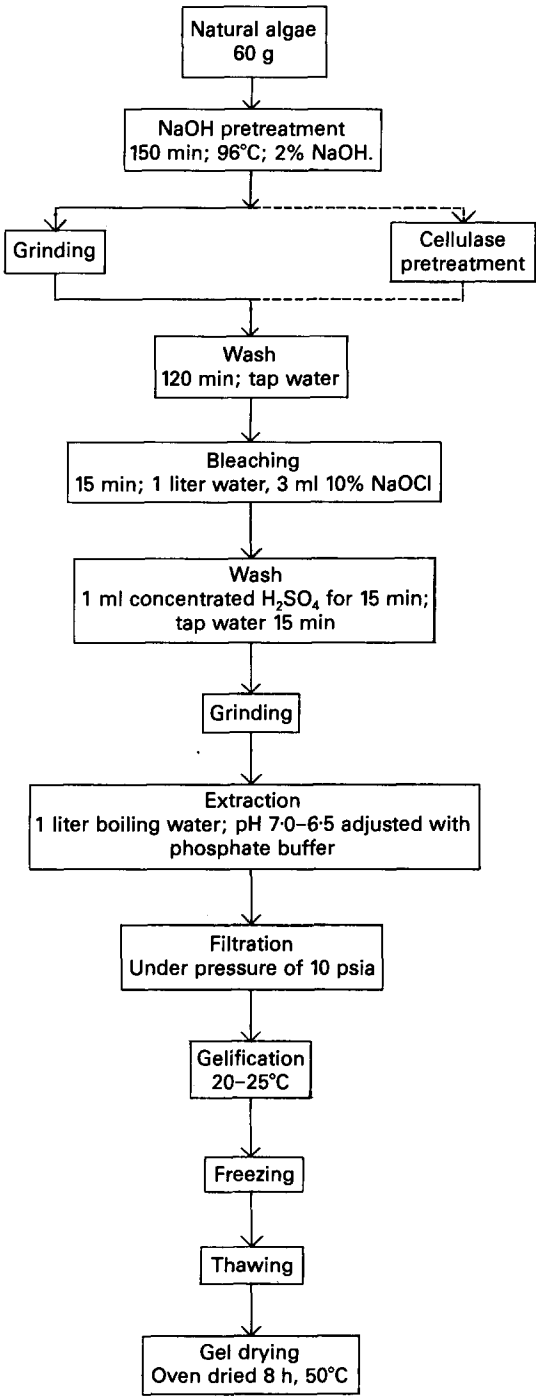 Natural algae
60 g
NaOH pretreatment
150 min; 96°C; 2% NaOH.
Grinding
Cellulase
pretreatment
Wash
120 min; tap water
Bleaching
15 min; 1 liter water, 3 ml 10% NaOCl
Wash
1 ml concentrated H₂SO₄ for 15 min;
tap water 15 min
Grinding
Extraction
1 liter boiling water; pH 7·0–6·5 adjusted with
phosphate buffer
Filtration
Under pressure of 10 psia
Gelification
20–25°C
Freezing
Thawing
Gel drying
Oven dried 8 h, 50°C